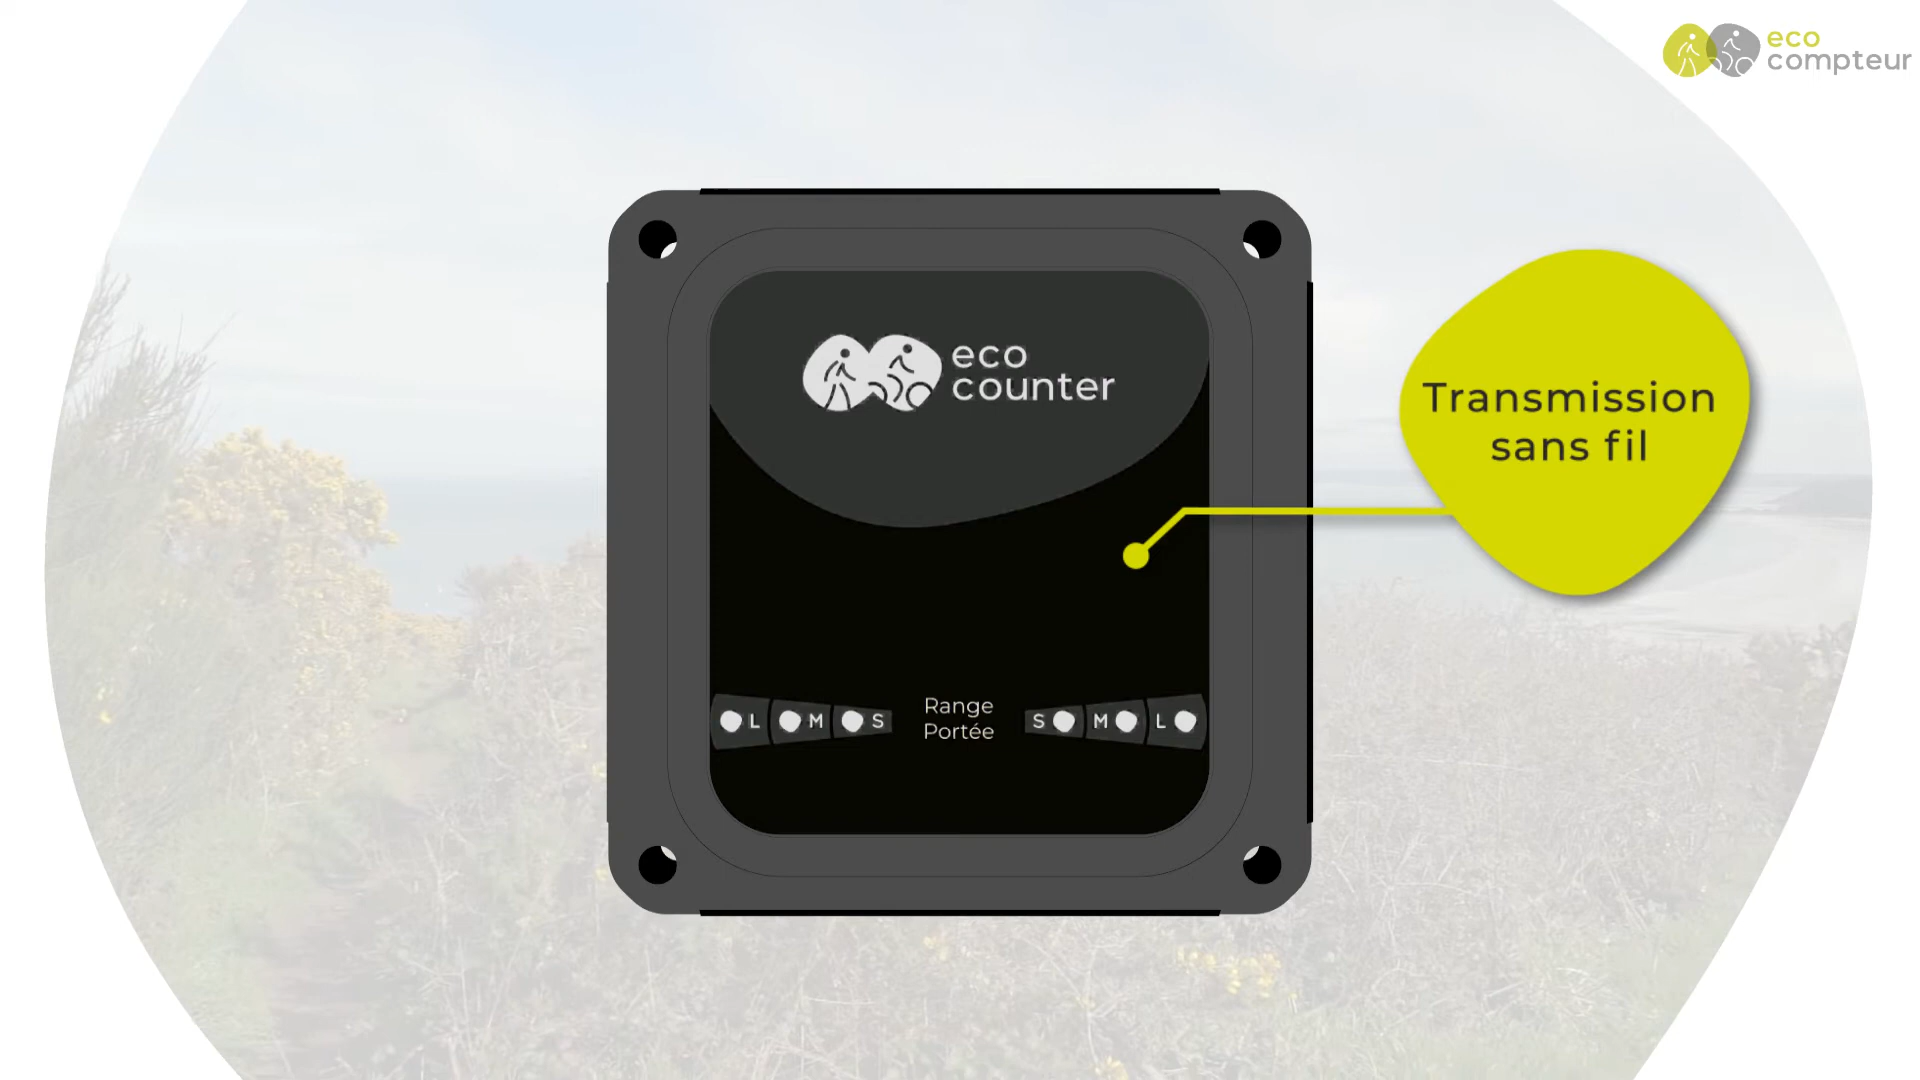 eco
compteur
eco
counter
Transmission
sans fil
L M S
Range
Portée
S M L